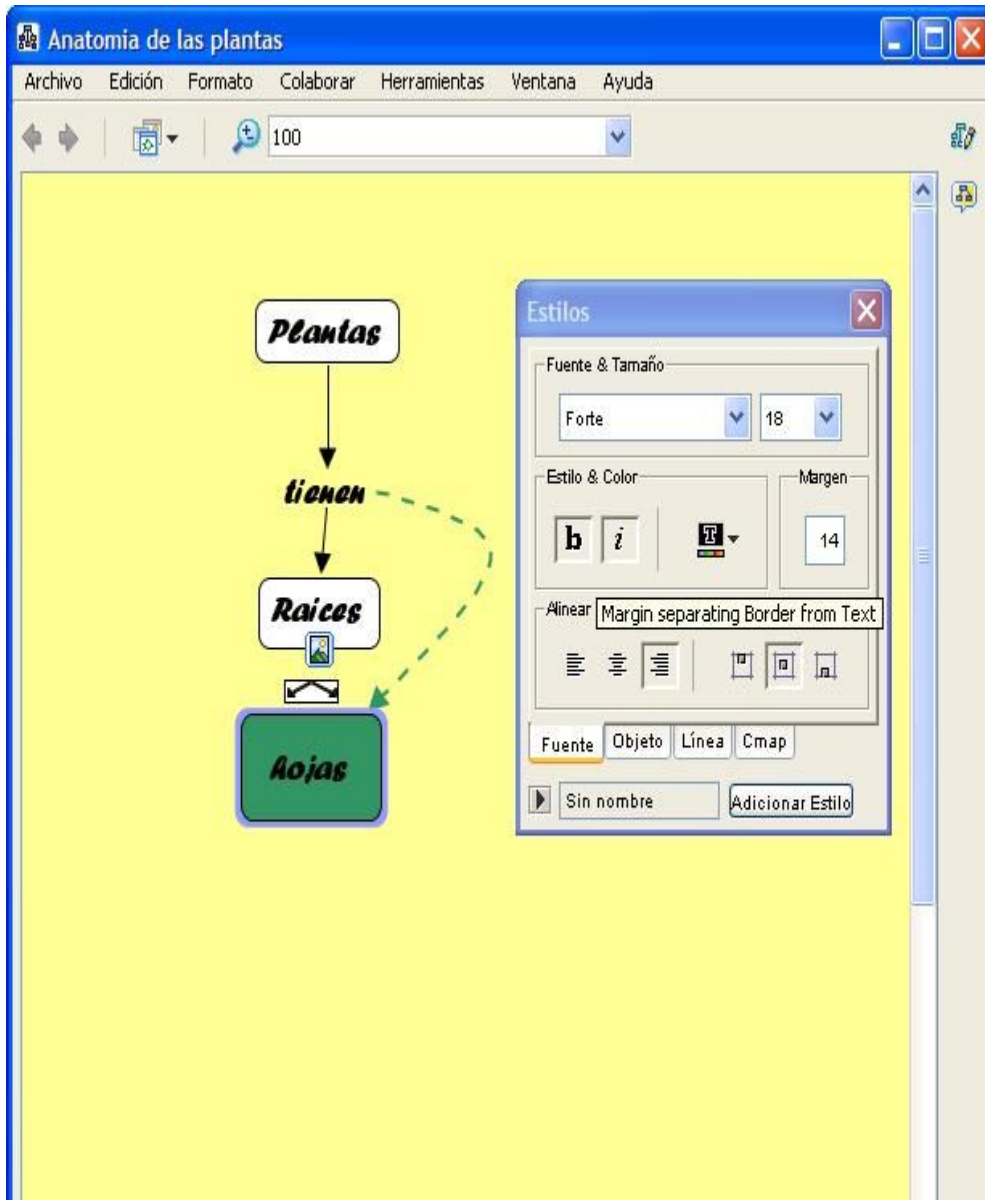 Anatomia de las plantas
Archivo Edición Formato Colaborar Herramientas Ventana Ayuda
100
Plantas
tienen
Raices
hojas
Estilos
Fuente & Tamaño
Forte 18
Estilo & Color Margen
b i T 14
Alinear Margin separating Border from Text
Fuente Objeto Línea Cmap
Sin nombre Adicionar Estilo